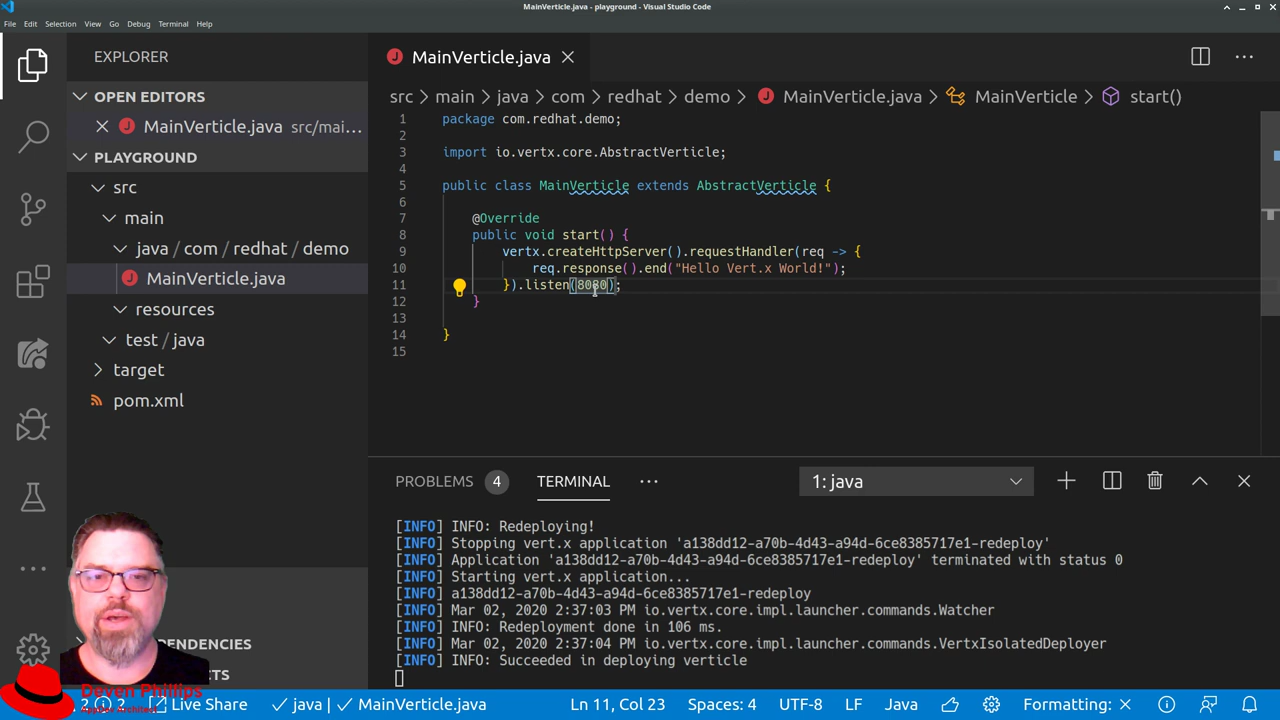 MainVerticle.java - playground - Visual Studio Code
File Edit Selection View Go Debug Terminal Help
EXPLORER
OPEN EDITORS
MainVerticle.java src/mai...
PLAYGROUND
src
main
java / com / redhat / demo
MainVerticle.java
resources
test / java
target
pom.xml
PENDENCIES
TS
MainVerticle.java
src > main > java > com > redhat > demo > MainVerticle.java > MainVerticle > start()
1 package com.redhat.demo;
2
3 import io.vertx.core.AbstractVerticle;
4
5 public class MainVerticle extends AbstractVerticle {
6
7 @Override
8 public void start() {
9 vertx.createHttpServer().requestHandler(req -> {
10 req.response().end("Hello Vert.x World!");
11 }).listen(8080);
12 }
13
14 }
15
PROBLEMS 4 TERMINAL ... 1: java
[INFO] INFO: Redeploying!
[INFO] Stopping vert.x application 'a138dd12-a70b-4d43-a94d-6ce8385717e1-redeploy'
[INFO] Application 'a138dd12-a70b-4d43-a94d-6ce8385717e1-redeploy' terminated with status 0
[INFO] Starting vert.x application...
[INFO] a138dd12-a70b-4d43-a94d-6ce8385717e1-redeploy
[INFO] Mar 02, 2020 2:37:03 PM io.vertx.core.impl.launcher.commands.Watcher
[INFO] INFO: Redeployment done in 106 ms.
[INFO] Mar 02, 2020 2:37:04 PM io.vertx.core.impl.launcher.commands.VertxIsolatedDeployer
[INFO] INFO: Succeeded in deploying verticle
Deven Phillips
AppDev Architect
2 2 Live Share java | MainVerticle.java Ln 11, Col 23 Spaces: 4 UTF-8 LF Java Formatting: ×